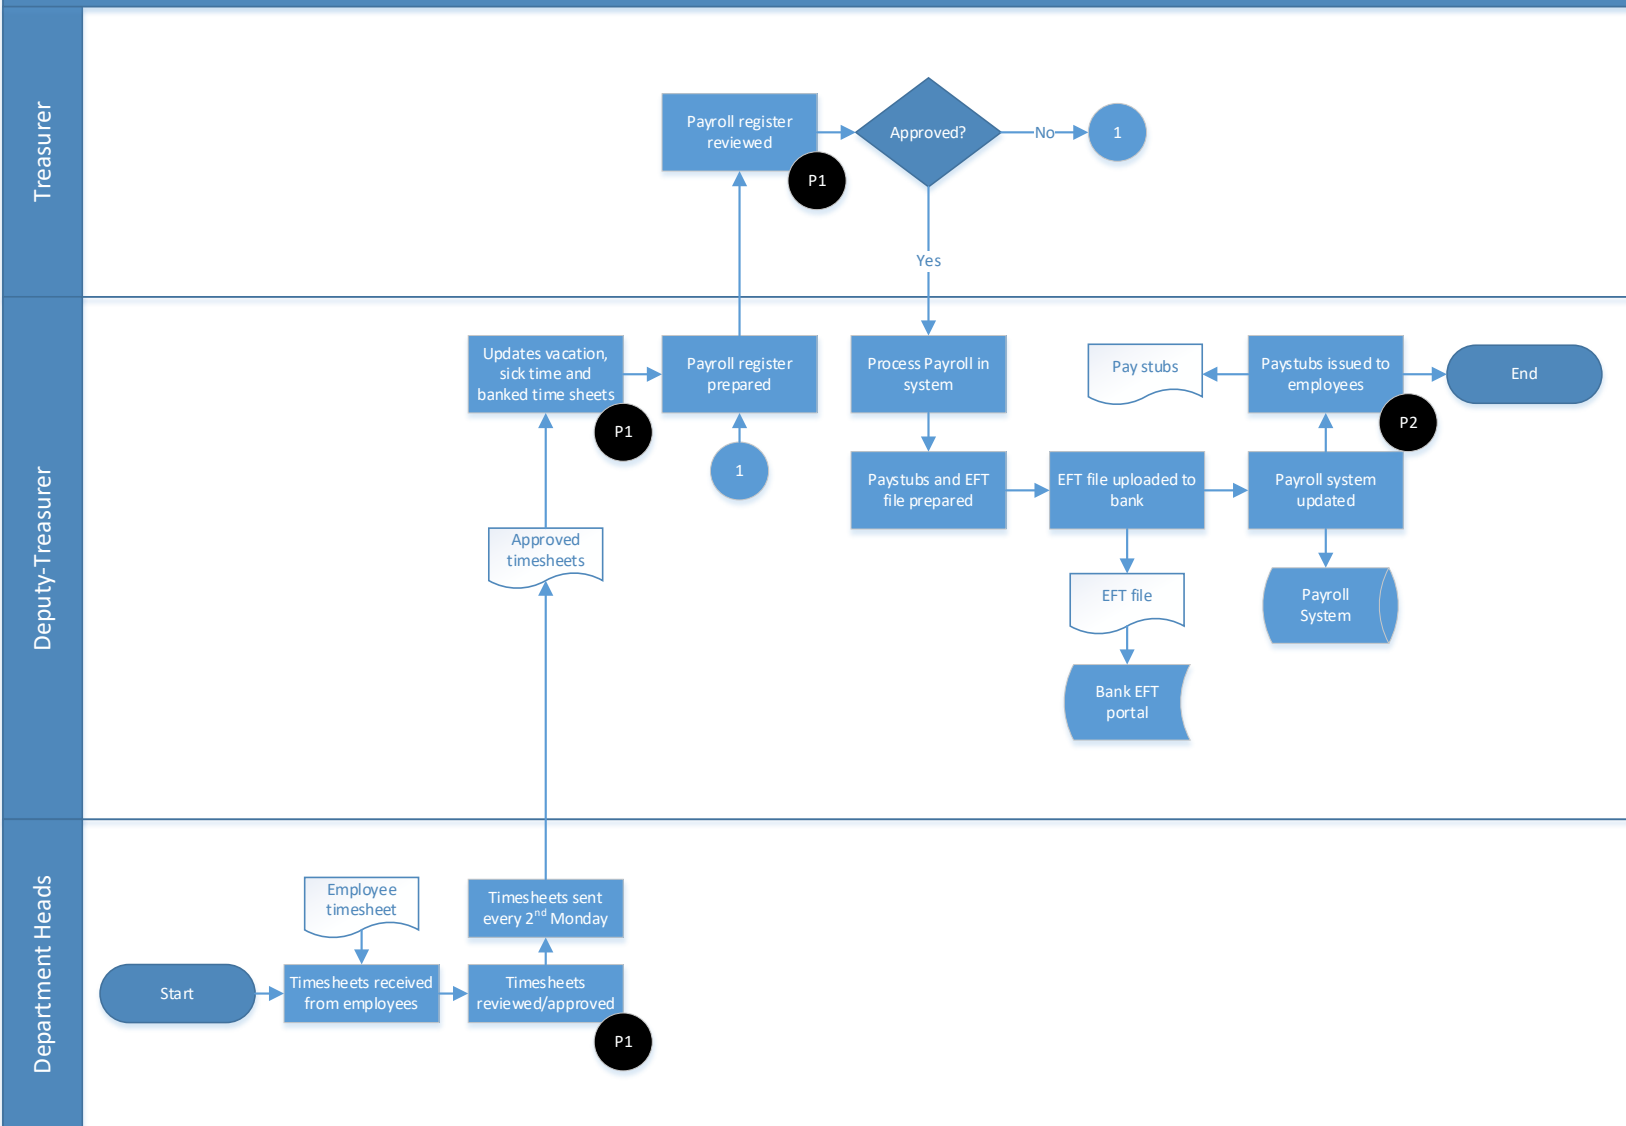 Treasurer
Payroll register
reviewed
P1
Approved?
No
1
Yes
Deputy-Treasurer
Updates vacation,
sick time and
banked time sheets
P1
Payroll register
prepared
1
Process Payroll in
system
Pay stubs
Paystubs issued to
employees
P2
End
Paystubs and EFT
file prepared
EFT file uploaded to
bank
Payroll system
updated
Approved
timesheets
EFT file
Payroll
System
Bank EFT
portal
Department Heads
Employee
timesheet
Timesheets sent
every 2nd Monday
Start
Timesheets received
from employees
Timesheets
reviewed/approved
P1